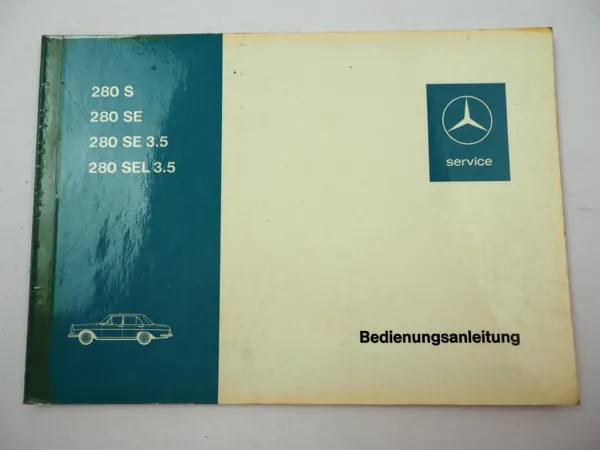 280 S
280 SE
280 SE 3.5
280 SEL 3.5
service
Bedienungsanleitung